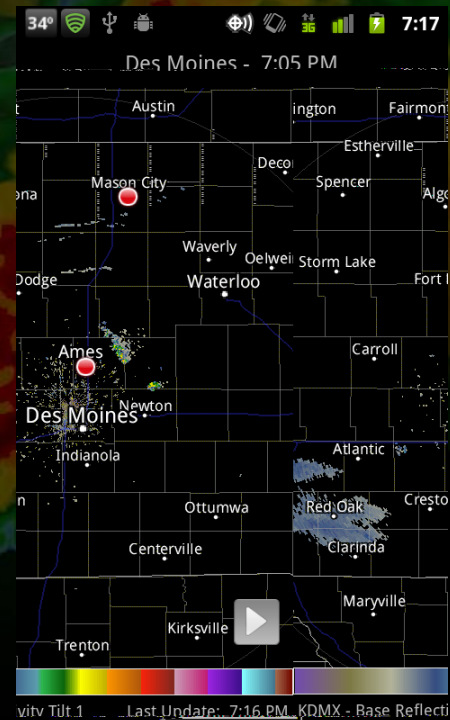 34° 3G 7:17
Des Moines - 7:05 PM
Austin
ington
Fairmon
Estherville
Deco
Mason City
Spencer
ona
Algo
Waverly
Oelwei
Storm Lake
Dodge
Waterloo
Fort
Ames
Carroll
Newton
Des Moines
Indianola
Atlantic
n
Ottumwa
Red Oak
Cresto
Centerville
Clarinda
Maryville
Kirksville
Trenton
vity Tilt 1 Last Update: 7:16 PM KDMX - Base Reflecti